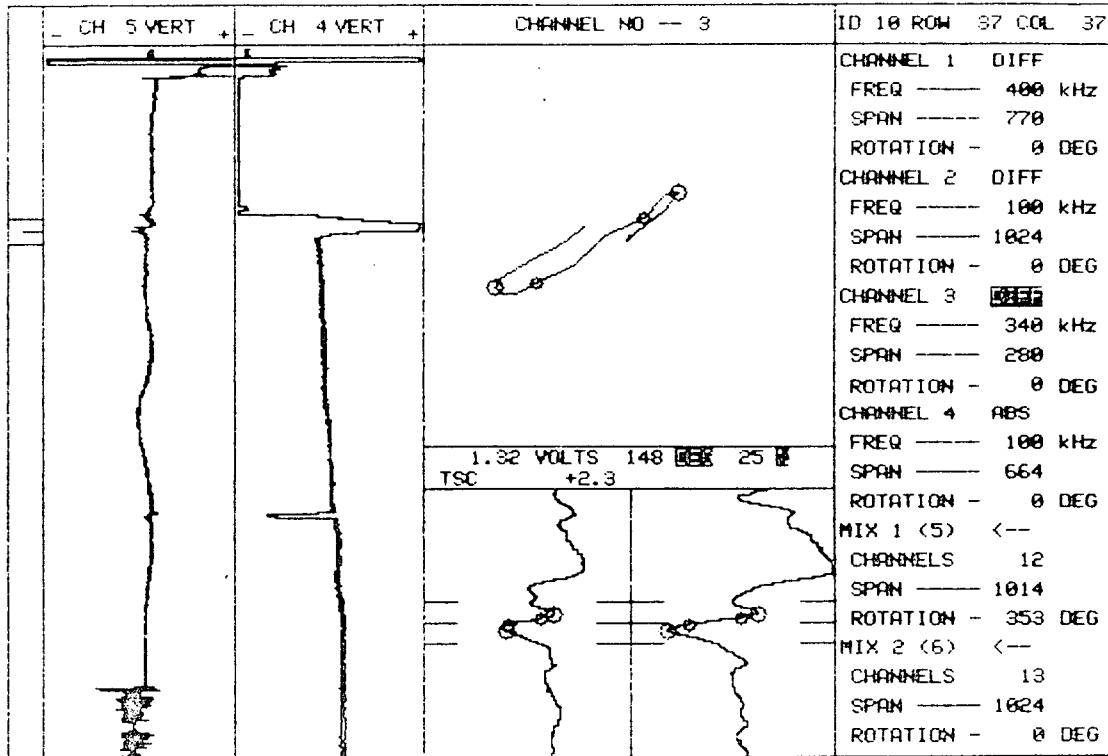 _ CH 5 VERT +
_ CH 4 VERT +
CHANNEL NO -- 3
ID 10 ROW 37 COL 37
CHANNEL 1 DIFF
FREQ ----- 400 kHz
SPAN ----- 770
ROTATION - 0 DEG
CHANNEL 2 DIFF
FREQ ----- 100 kHz
SPAN ----- 1024
ROTATION - 0 DEG
CHANNEL 3 DIFF
FREQ ----- 340 kHz
SPAN ----- 280
ROTATION - 0 DEG
CHANNEL 4 ABS
FREQ ----- 100 kHz
SPAN ----- 664
ROTATION - 0 DEG
MIX 1 (5) <--
CHANNELS 12
SPAN ----- 1014
ROTATION - 353 DEG
MIX 2 (6) <--
CHANNELS 13
SPAN ----- 1024
ROTATION - 0 DEG
1.32 VOLTS 148 DEG 25
TSC +2.3